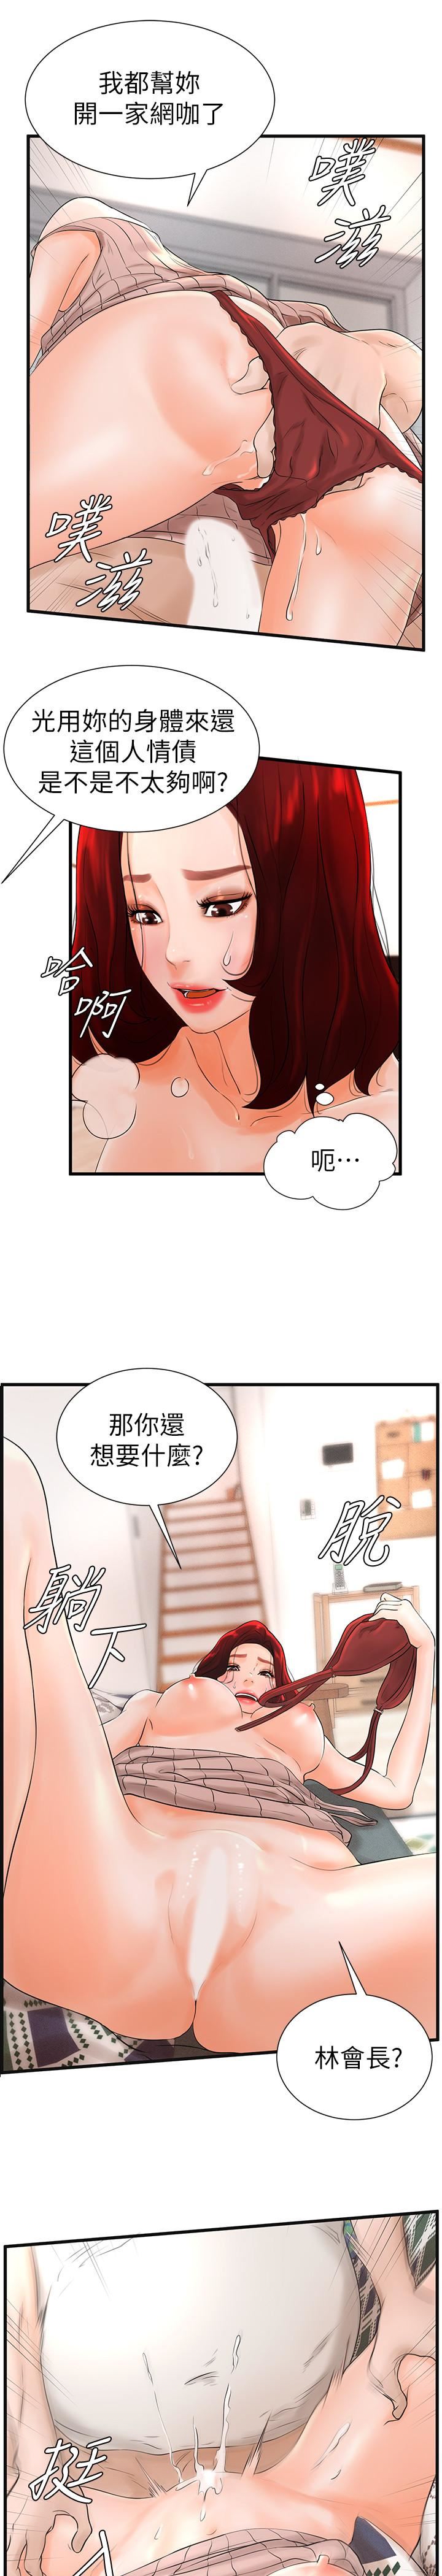 我都幫妳
開一家網咖了
噗
滋
噗
滋
光用妳的身體來還
這個人情債
是不是不太夠啊?
哈
啊
呃⋯
那你還
想要什麼?
脫
躺
下
林會長?
挺